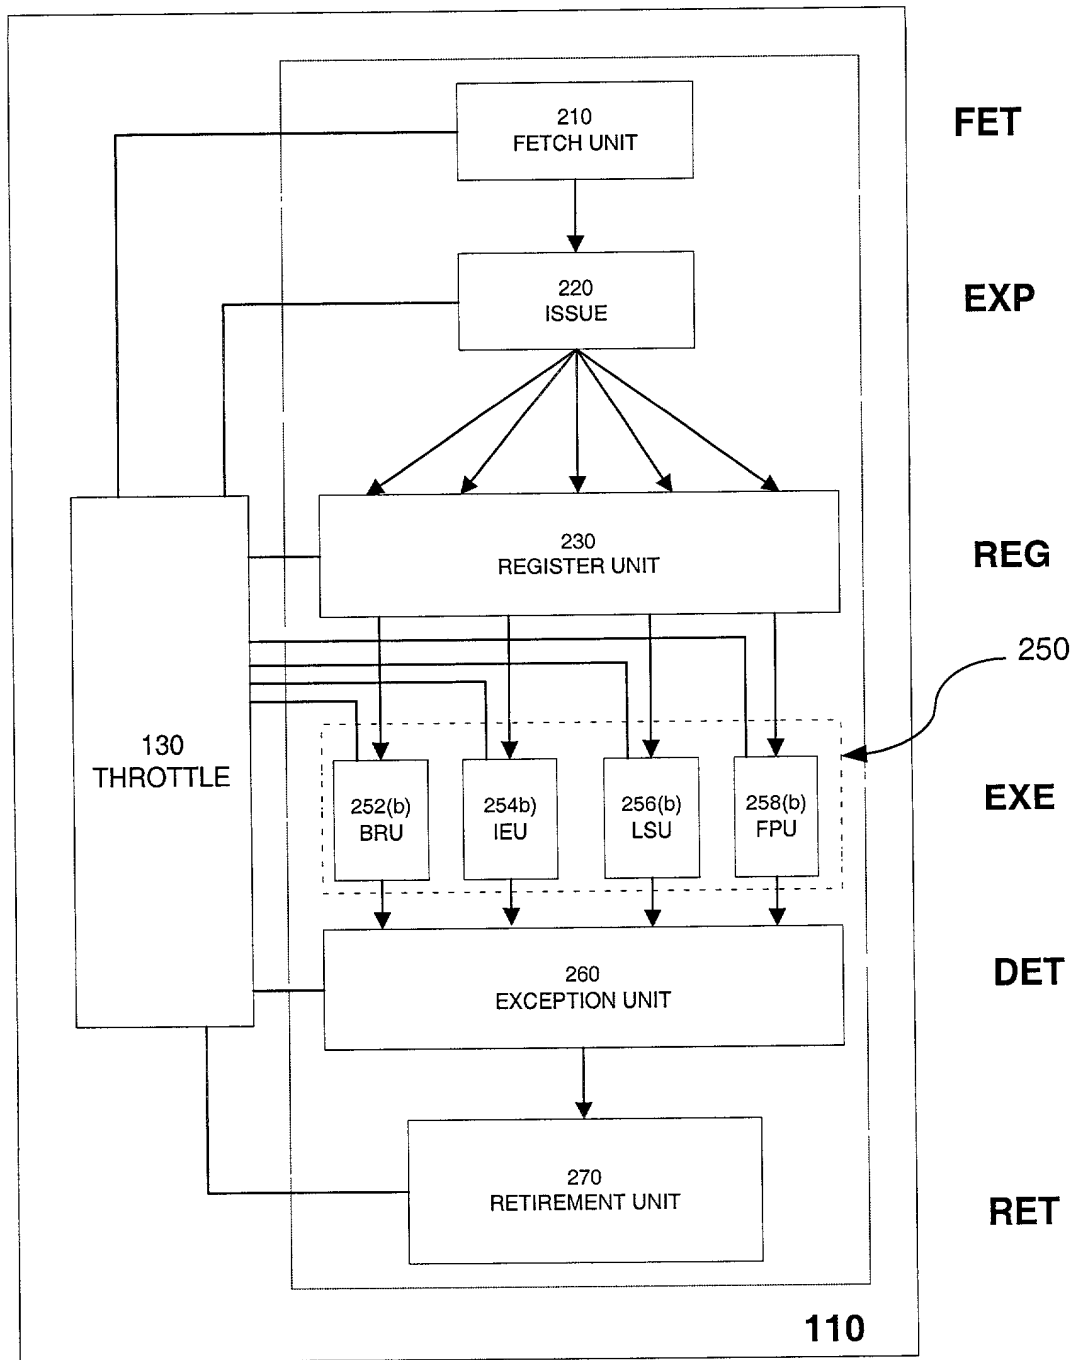 210
FETCH UNIT
FET
220
ISSUE
EXP
230
REGISTER UNIT
REG
250
130
THROTTLE
252(b)
BRU
254b)
IEU
256(b)
LSU
258(b)
FPU
EXE
260
EXCEPTION UNIT
DET
270
RETIREMENT UNIT
RET
110